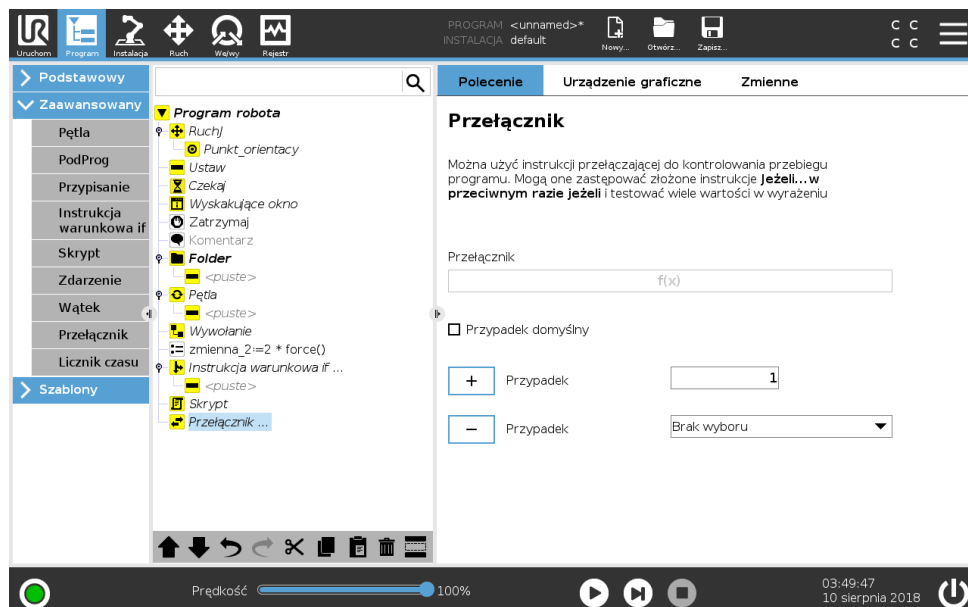 PROGRAM <unnamed>*
INSTALACJA default
Uruchom Program Instalacja Ruch We/wy Rejestr Nowy... Otwórz... Zapisz...
C C
C C
Podstawowy
Zaawansowany
Pętla
PodProg
Przypisanie
Instrukcja
warunkowa if
Skrypt
Zdarzenie
Wątek
Przełącznik
Licznik czasu
Szablony
Program robota
RuchJ
Punkt_orientacy
Ustaw
Czekaj
Wyskakujące okno
Zatrzymaj
Komentarz
Folder
<puste>
Pętla
<puste>
Wywołanie
zmienna_2:=2 * force()
Instrukcja warunkowa if ...
<puste>
Skrypt
Przełącznik ...
Polecenie Urządzenie graficzne Zmienne
Przełącznik
Można użyć instrukcji przełączającej do kontrolowania przebiegu
programu. Mogą one zastępować złożone instrukcje Jeżeli...w
przeciwnym razie jeżeli i testować wiele wartości w wyrażeniu
Przełącznik
f(x)
Przypadek domyślny
+ Przypadek 1
− Przypadek Brak wyboru
Prędkość 100%
03:49:47
10 sierpnia 2018